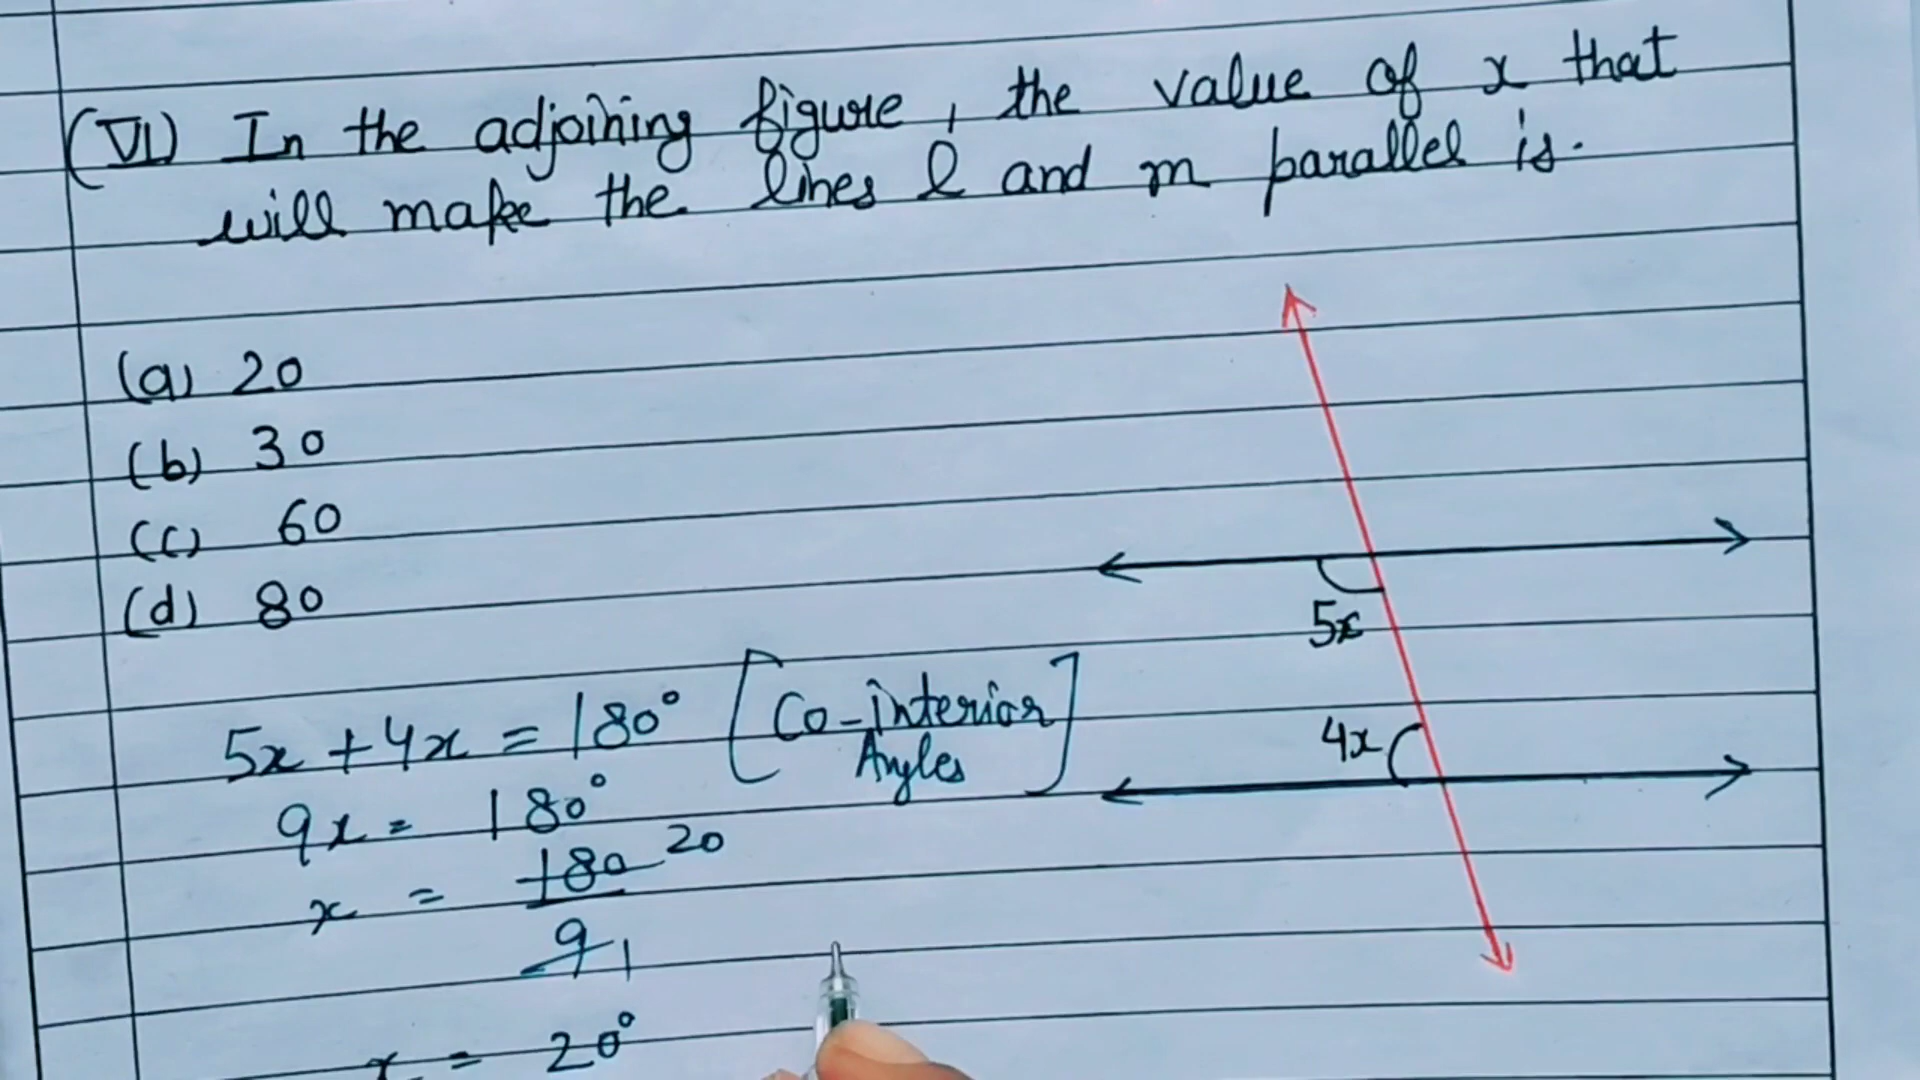 (VI) In the adjoining figure, the value of x that
will make the lines l and m parallel is.
(a) 20
(b) 30
(c) 60
(d) 80
5x
4x
5x + 4x = 180° [Co-interior
Angles]
9x = 180°
x = 180 20
9 1
x = 20°